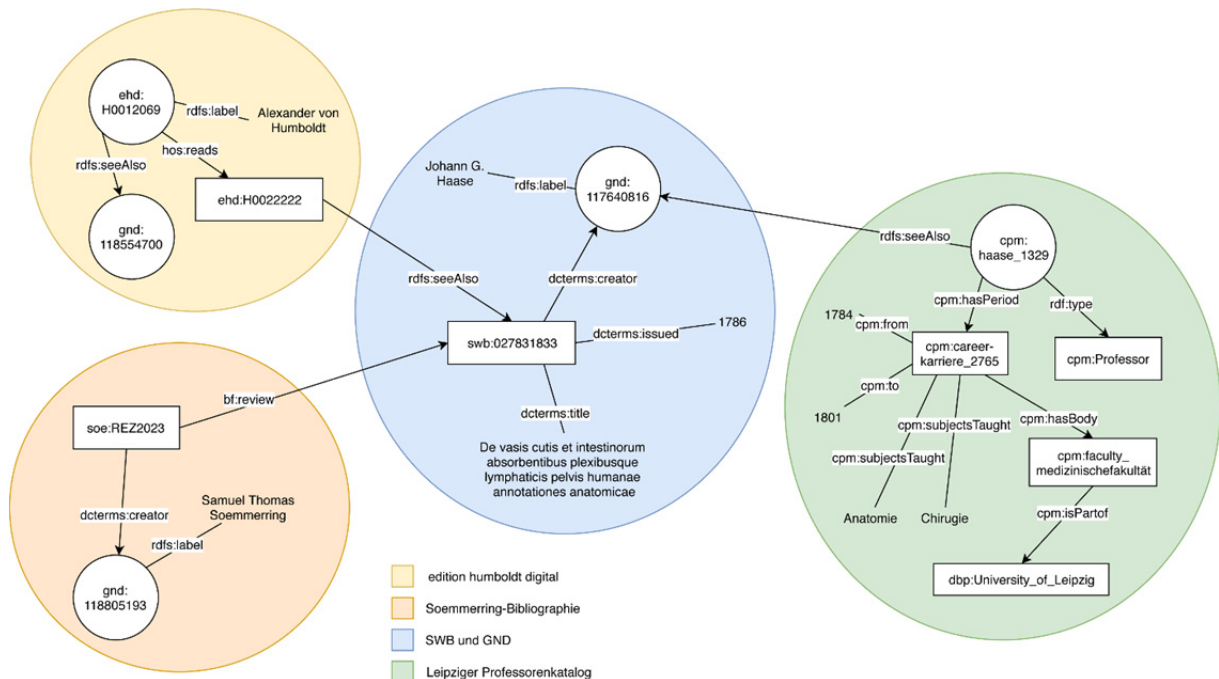 ehd:
H0012069
rdfs:label
Alexander von
Humboldt
hos:reads
rdfs:seeAlso
ehd:H0022222
gnd:
118554700
Johann G.
Haase
rdfs:label
gnd:
117640816
rdfs:seeAlso
dcterms:creator
swb:027831833
dcterms:issued
1786
dcterms:title
De vasis cutis et intestinorum
absorbentibus plexibusque
lymphaticis pelvis humanae
annotationes anatomicae
rdfs:seeAlso
cpm:
haase_1329
cpm:hasPeriod
rdf:type
1784
cpm:from
cpm:career-
karriere_2765
cpm:Professor
cpm:to
1801
cpm:subjectsTaught
cpm:hasBody
cpm:subjectsTaught
cpm:faculty_
medizinischefakultät
Anatomie
Chirugie
cpm:isPartof
dbp:University_of_Leipzig
bf:review
soe:REZ2023
Samuel Thomas
Soemmerring
dcterms:creator
rdfs:label
gnd:
118805193
edition humboldt digital
Soemmerring-Bibliographie
SWB und GND
Leipziger Professorenkatalog